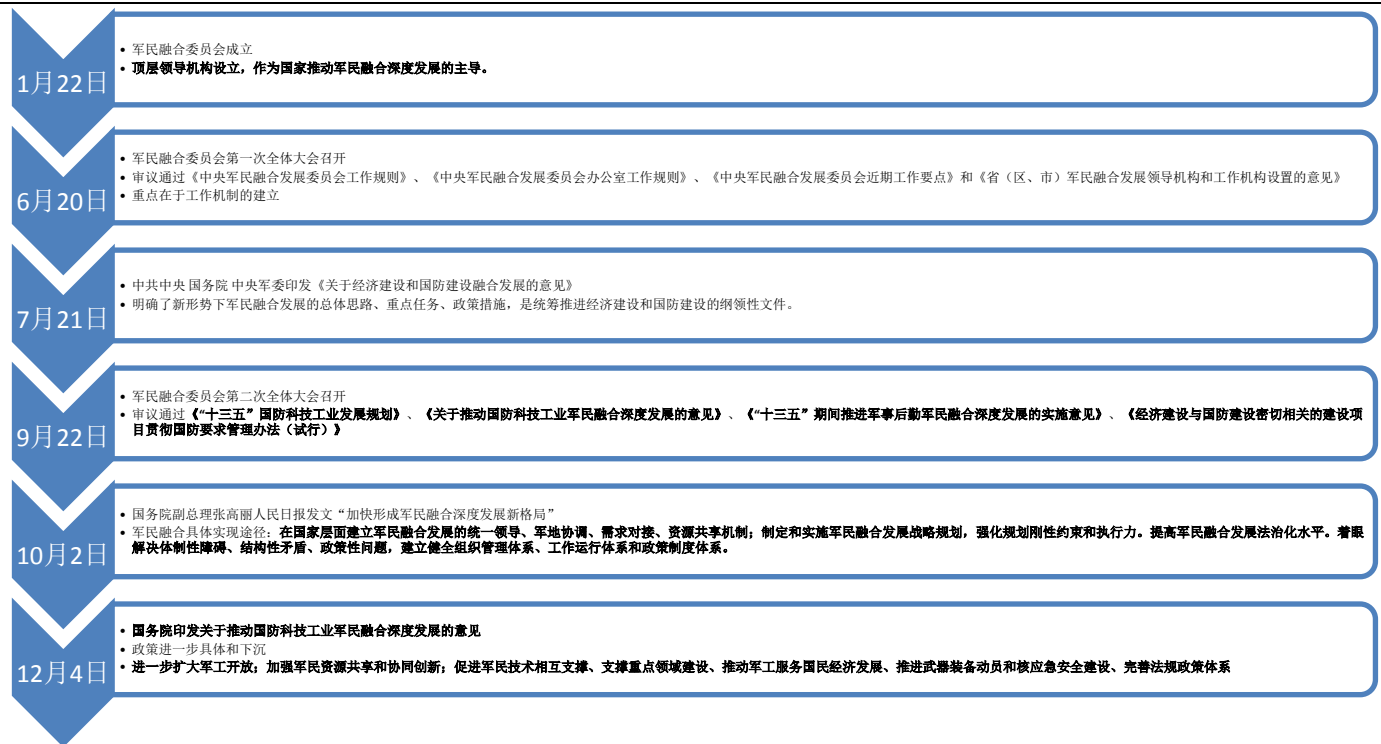 1月22日
• 军民融合委员会成立
• 顶层领导机构设立，作为国家推动军民融合深度发展的主导。
6月20日
• 军民融合委员会第一次全体大会召开
• 审议通过《中央军民融合发展委员会工作规则》、《中央军民融合发展委员会办公室工作规则》、《中央军民融合发展委员会近期工作要点》和《省（区、市）军民融合发展领导机构和工作机构设置的意见》
• 重点在于工作机制的建立
7月21日
• 中共中央 国务院 中央军委印发《关于经济建设和国防建设融合发展的意见》
• 明确了新形势下军民融合发展的总体思路、重点任务、政策措施，是统筹推进经济建设和国防建设的纲领性文件。
9月22日
• 军民融合委员会第二次全体大会召开
• 审议通过《“十三五”国防科技工业发展规划》、《关于推动国防科技工业军民融合深度发展的意见》、《“十三五”期间推进军事后勤军民融合深度发展的实施意见》、《经济建设与国防建设密切相关的建设项
目贯彻国防要求管理办法（试行）》
10月2日
• 国务院副总理张高丽人民日报发文“加快形成军民融合深度发展新格局”
• 军民融合具体实现途径：在国家层面建立军民融合发展的统一领导、军地协调、需求对接、资源共享机制；制定和实施军民融合发展战略规划，强化规划刚性约束和执行力。提高军民融合发展法治化水平。着眼
解决体制性障碍、结构性矛盾、政策性问题，建立健全组织管理体系、工作运行体系和政策制度体系。
12月4日
• 国务院印发关于推动国防科技工业军民融合深度发展的意见
• 政策进一步具体和下沉
• 进一步扩大军工开放；加强军民资源共享和协同创新；促进军民技术相互支撑、支撑重点领域建设、推动军工服务国民经济发展、推进武器装备动员和核应急安全建设、完善法规政策体系